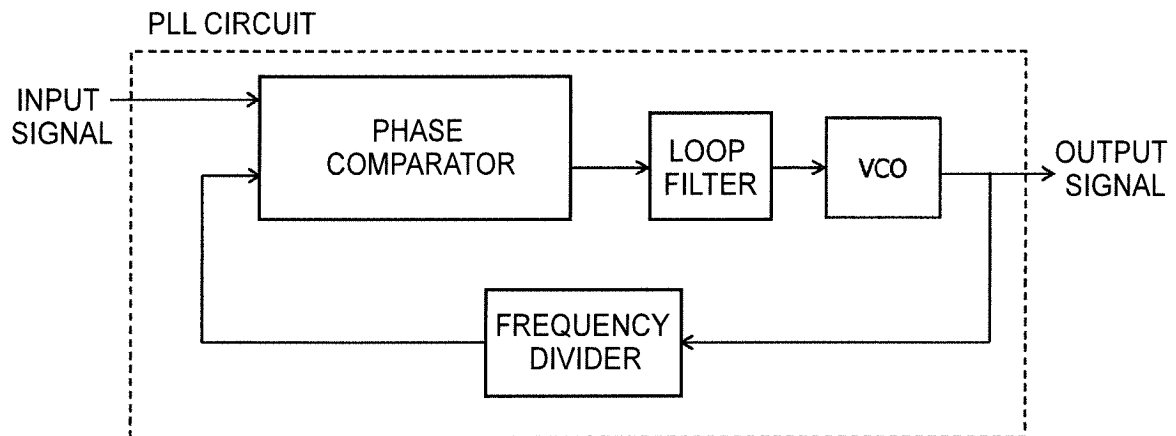 PLL CIRCUIT
INPUT
SIGNAL
PHASE
COMPARATOR
LOOP
FILTER
VCO
OUTPUT
SIGNAL
FREQUENCY
DIVIDER